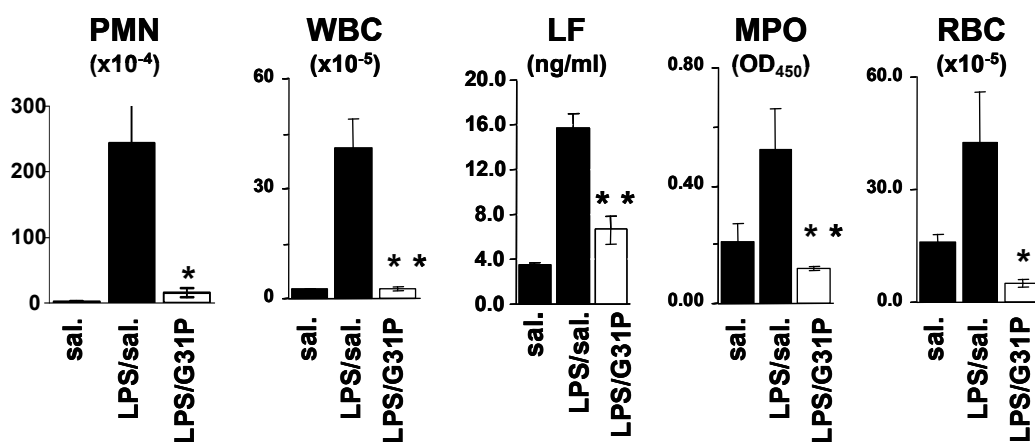 PMN
(x10-4)
300
200
100
0
*
sal.
LPS/sal.
LPS/G31P
WBC
(x10-5)
60
30
0
* *
sal.
LPS/sal.
LPS/G31P
LF
(ng/ml)
20.0
16.0
12.0
8.0
4.0
0.0
* *
sal.
LPS/sal.
LPS/G31P
MPO
(OD450)
0.80
0.40
0.00
* *
sal.
LPS/sal.
LPS/G31P
RBC
(x10-5)
60.0
30.0
0.0
*
sal.
LPS/sal.
LPS/G31P